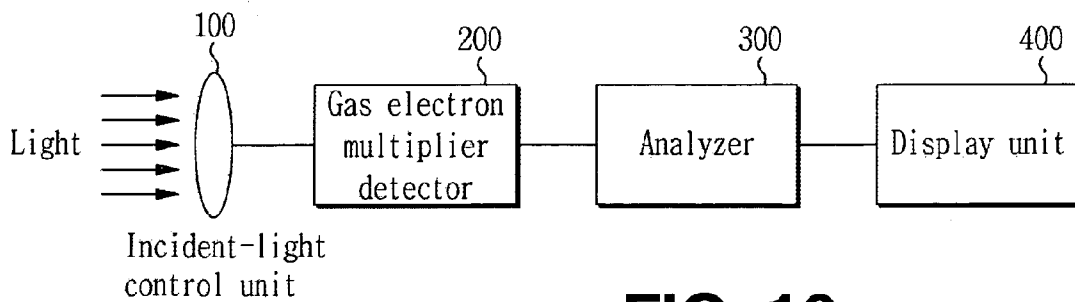 100
200
300
400
Light
Gas electron
multiplier
detector
Analyzer
Display unit
Incident-light
control unit